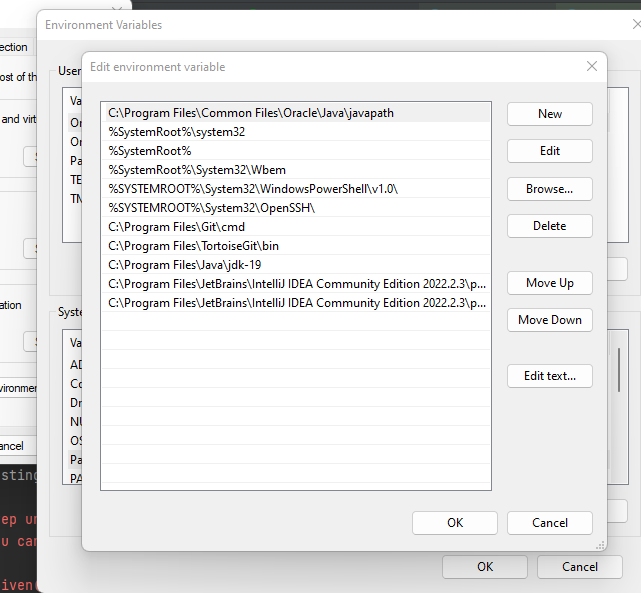 Environment Variables
Edit environment variable
ection
User
ost of th
C:\Program Files\Common Files\Oracle\Java\javapath
New
Va
%SystemRoot%\system32
and virt
Or
%SystemRoot%
Edit
Or
%SystemRoot%\System32\Wbem
Pa
%SYSTEMROOT%\System32\WindowsPowerShell\v1.0\
Browse...
TE
%SYSTEMROOT%\System32\OpenSSH\
TM
C:\Program Files\Git\cmd
Delete
C:\Program Files\TortoiseGit\bin
C:\Program Files\Java\jdk-19
C:\Program Files\JetBrains\IntelliJ IDEA Community Edition 2022.2.3\p...
Move Up
C:\Program Files\JetBrains\IntelliJ IDEA Community Edition 2022.2.3\p...
ation
Syste
Move Down
Va
AD
Edit text...
Co
vironmen
Dr
NU
OS
ancel
Pa
sting
PA
ep un
OK
Cancel
u can
OK
Cancel
iven(